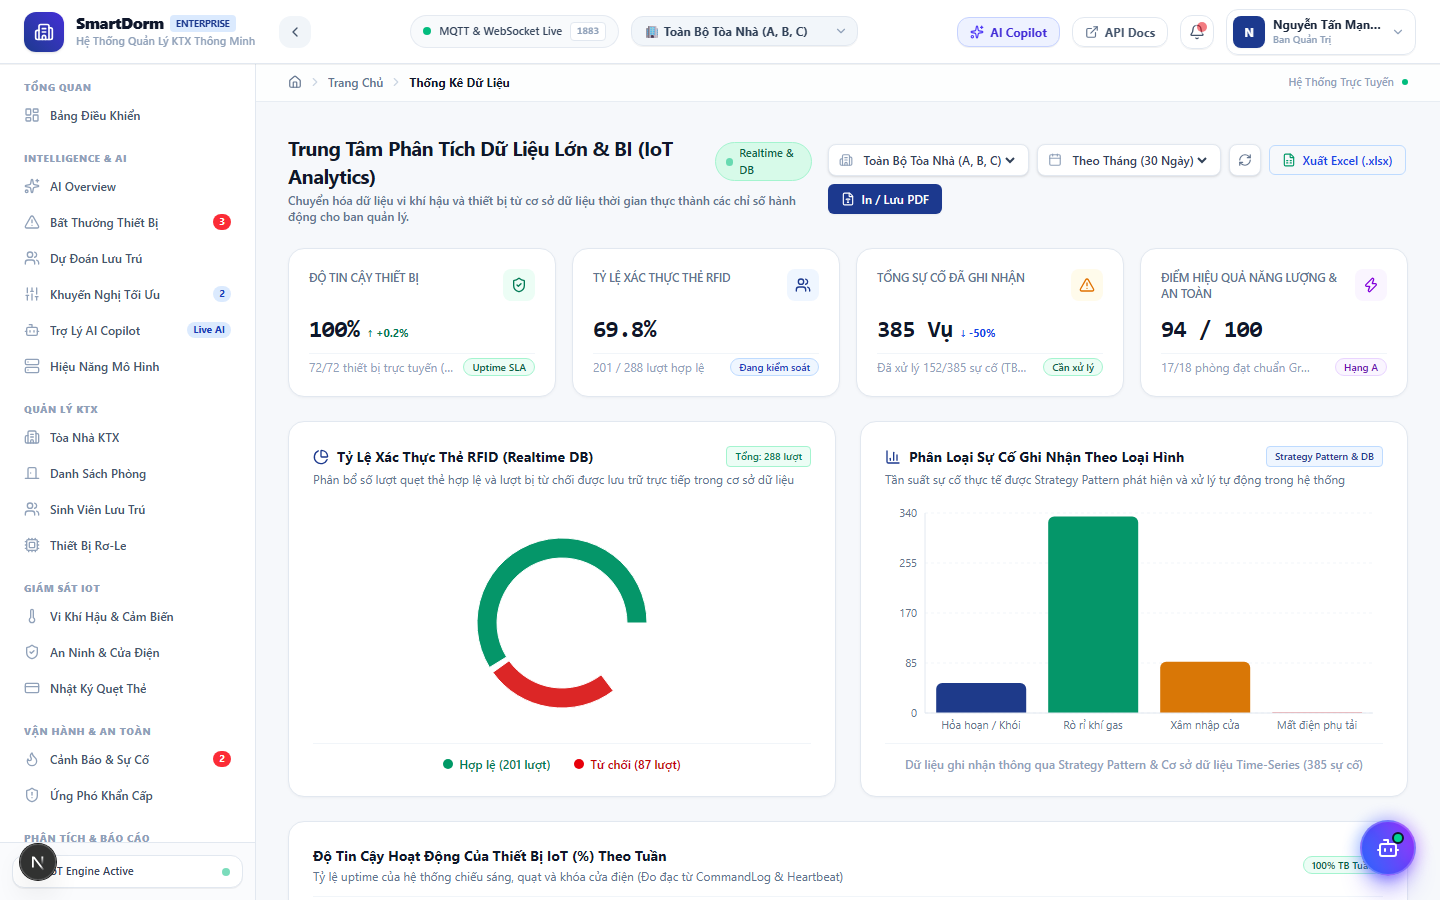 SmartDorm ENTERPRISE
Hệ Thống Quản Lý KTX Thông Minh
MQTT & WebSocket Live 1883
Toàn Bộ Tòa Nhà (A, B, C)
AI Copilot
API Docs
N
Nguyễn Tấn Mạn...
Ban Quản Trị
TỔNG QUAN
Bảng Điều Khiển
INTELLIGENCE & AI
AI Overview
Bất Thường Thiết Bị 3
Dự Đoán Lưu Trú
Khuyến Nghị Tối Ưu 2
Trợ Lý AI Copilot Live AI
Hiệu Năng Mô Hình
QUẢN LÝ KTX
Tòa Nhà KTX
Danh Sách Phòng
Sinh Viên Lưu Trú
Thiết Bị Rơ-Le
GIÁM SÁT IOT
Vi Khí Hậu & Cảm Biến
An Ninh & Cửa Điện
Nhật Ký Quẹt Thẻ
VẬN HÀNH & AN TOÀN
Cảnh Báo & Sự Cố 2
Ứng Phó Khẩn Cấp
PHÂN TÍCH & BÁO CÁO
N
Engine Active
Trang Chủ
Thống Kê Dữ Liệu
Hệ Thống Trực Tuyến
Trung Tâm Phân Tích Dữ Liệu Lớn & BI (IoT
Analytics)
Chuyển hóa dữ liệu vi khí hậu và thiết bị từ cơ sở dữ liệu thời gian thực thành các chỉ số hành
động cho ban quản lý.
Realtime &
DB
Toàn Bộ Tòa Nhà (A, B, C)
Theo Tháng (30 Ngày)
Xuất Excel (.xlsx)
In / Lưu PDF
ĐỘ TIN CẬY THIẾT BỊ
100% ↑ +0.2%
72/72 thiết bị trực tuyến (...
Uptime SLA
TỶ LỆ XÁC THỰC THẺ RFID
69.8%
201 / 288 lượt hợp lệ
Đang kiểm soát
TỔNG SỰ CỐ ĐÃ GHI NHẬN
385 Vụ ↓ -50%
Đã xử lý 152/385 sự cố (TB...
Cần xử lý
ĐIỂM HIỆU QUẢ NĂNG LƯỢNG &
AN TOÀN
94 / 100
17/18 phòng đạt chuẩn Gr...
Hạng A
Tỷ Lệ Xác Thực Thẻ RFID (Realtime DB)
Tổng: 288 lượt
Phân bổ số lượt quẹt thẻ hợp lệ và lượt bị từ chối được lưu trữ trực tiếp trong cơ sở dữ liệu
Hợp lệ (201 lượt)
Từ chối (87 lượt)
Phân Loại Sự Cố Ghi Nhận Theo Loại Hình
Strategy Pattern & DB
Tần suất sự cố thực tế được Strategy Pattern phát hiện và xử lý tự động trong hệ thống
340
255
170
85
0
Hỏa hoạn / Khói
Rò rỉ khí gas
Xâm nhập cửa
Mất điện phụ tải
Dữ liệu ghi nhận thông qua Strategy Pattern & Cơ sở dữ liệu Time-Series (385 sự cố)
Độ Tin Cậy Hoạt Động Của Thiết Bị IoT (%) Theo Tuần
Tỷ lệ uptime của hệ thống chiếu sáng, quạt và khóa cửa điện (Đo đạc từ CommandLog & Heartbeat)
100% TB